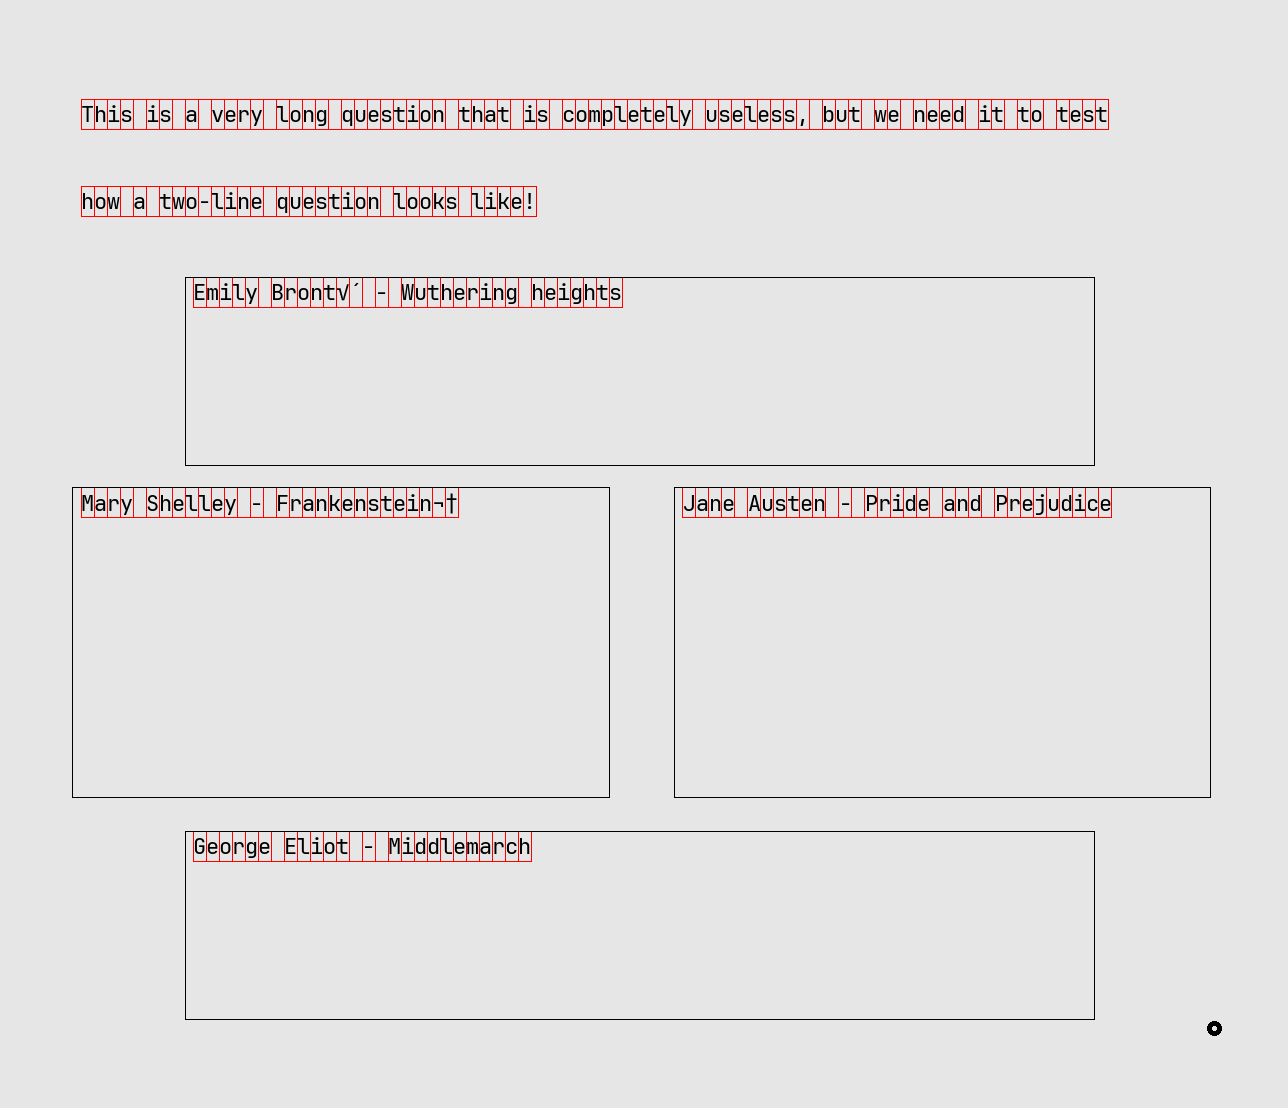 This is a very long question that is completely useless, but we need it to test
how a two-line question looks like!
Emily Bront√´ - Wuthering heights
Mary Shelley - Frankenstein¬†
Jane Austen - Pride and Prejudice
George Eliot - Middlemarch